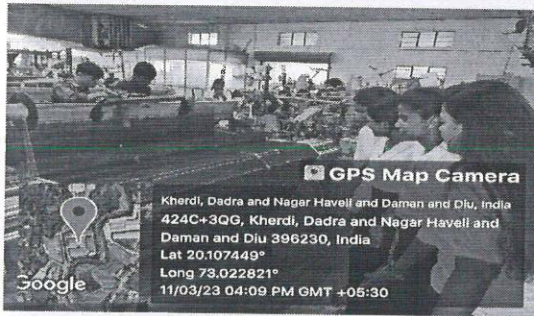 GPS Map Camera
Kherdi, Dadra and Nagar Haveli and Daman and Diu, India
424C+3QG, Kherdi, Dadra and Nagar Haveli and
Daman and Diu 396230, India
Lat 20.107449°
Long 73.022821°
11/03/23 04:09 PM GMT +05:30
Google